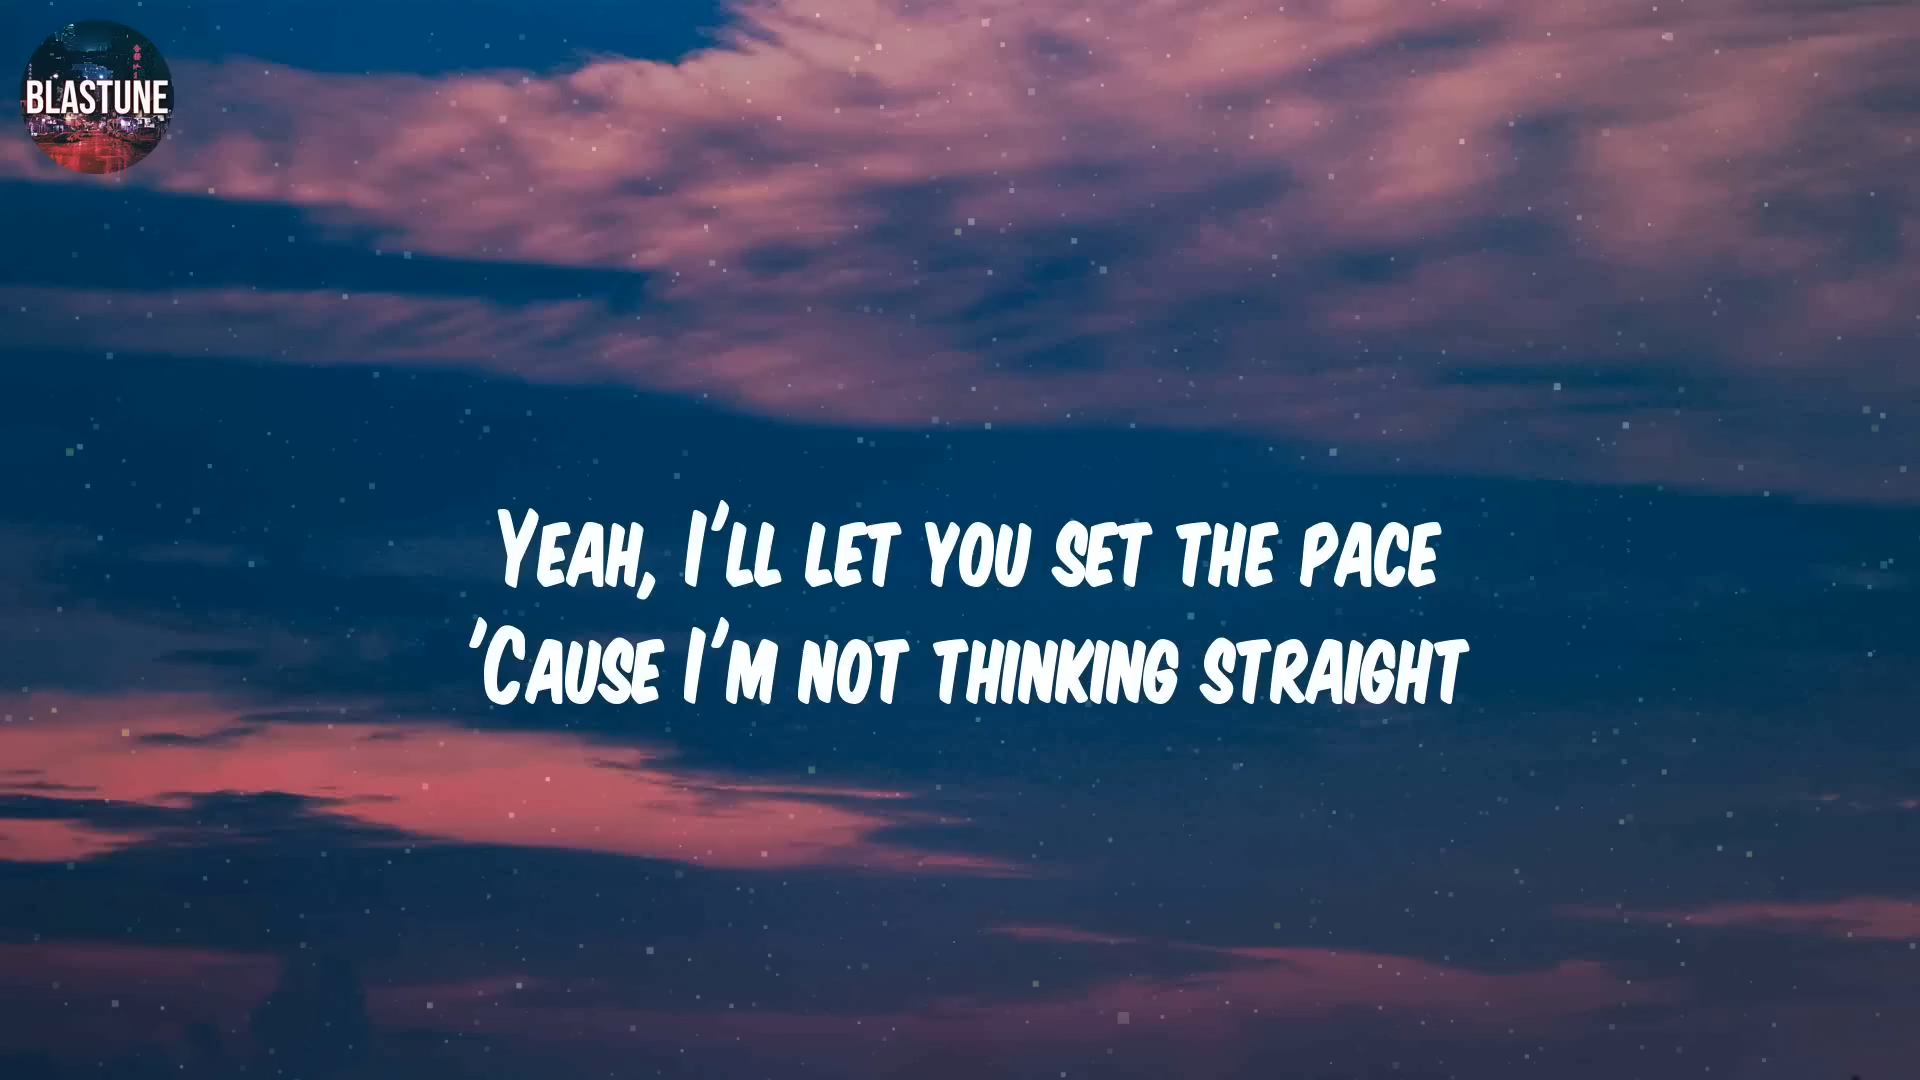 BLASTUNE
Yeah, I'll let you set the pace
'Cause I'm not thinking straight